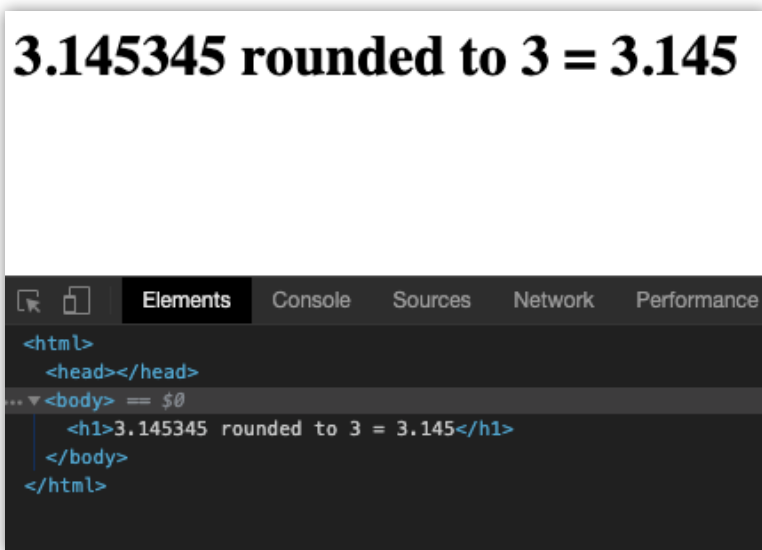 3.145345 rounded to 3 = 3.145
Elements Console Sources Network Performance
<html>
<head></head>
... ▼<body> == $0
<h1>3.145345 rounded to 3 = 3.145</h1>
</body>
</html>